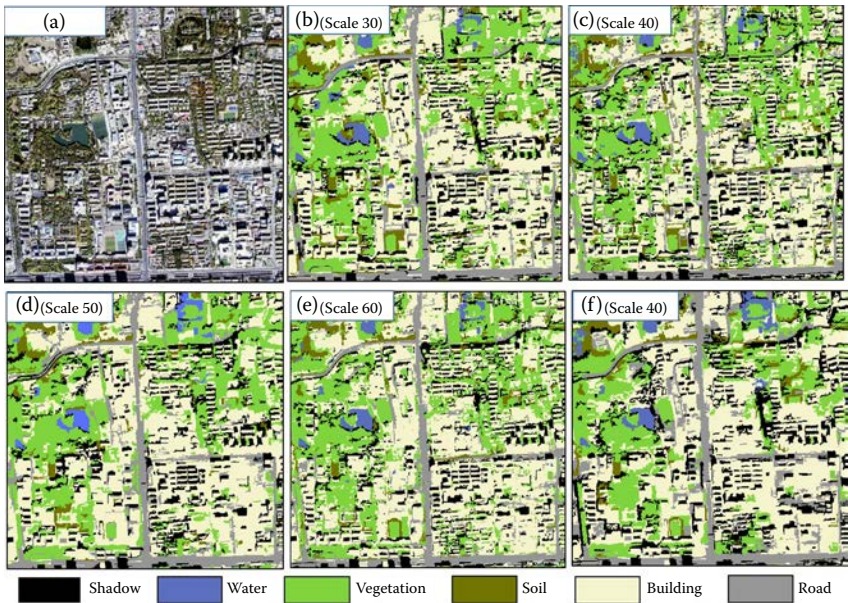 (a)
(b) (Scale 30)
(c) (Scale 40)
(d) (Scale 50)
(e) (Scale 60)
(f) (Scale 40)
Shadow Water Vegetation Soil Building Road